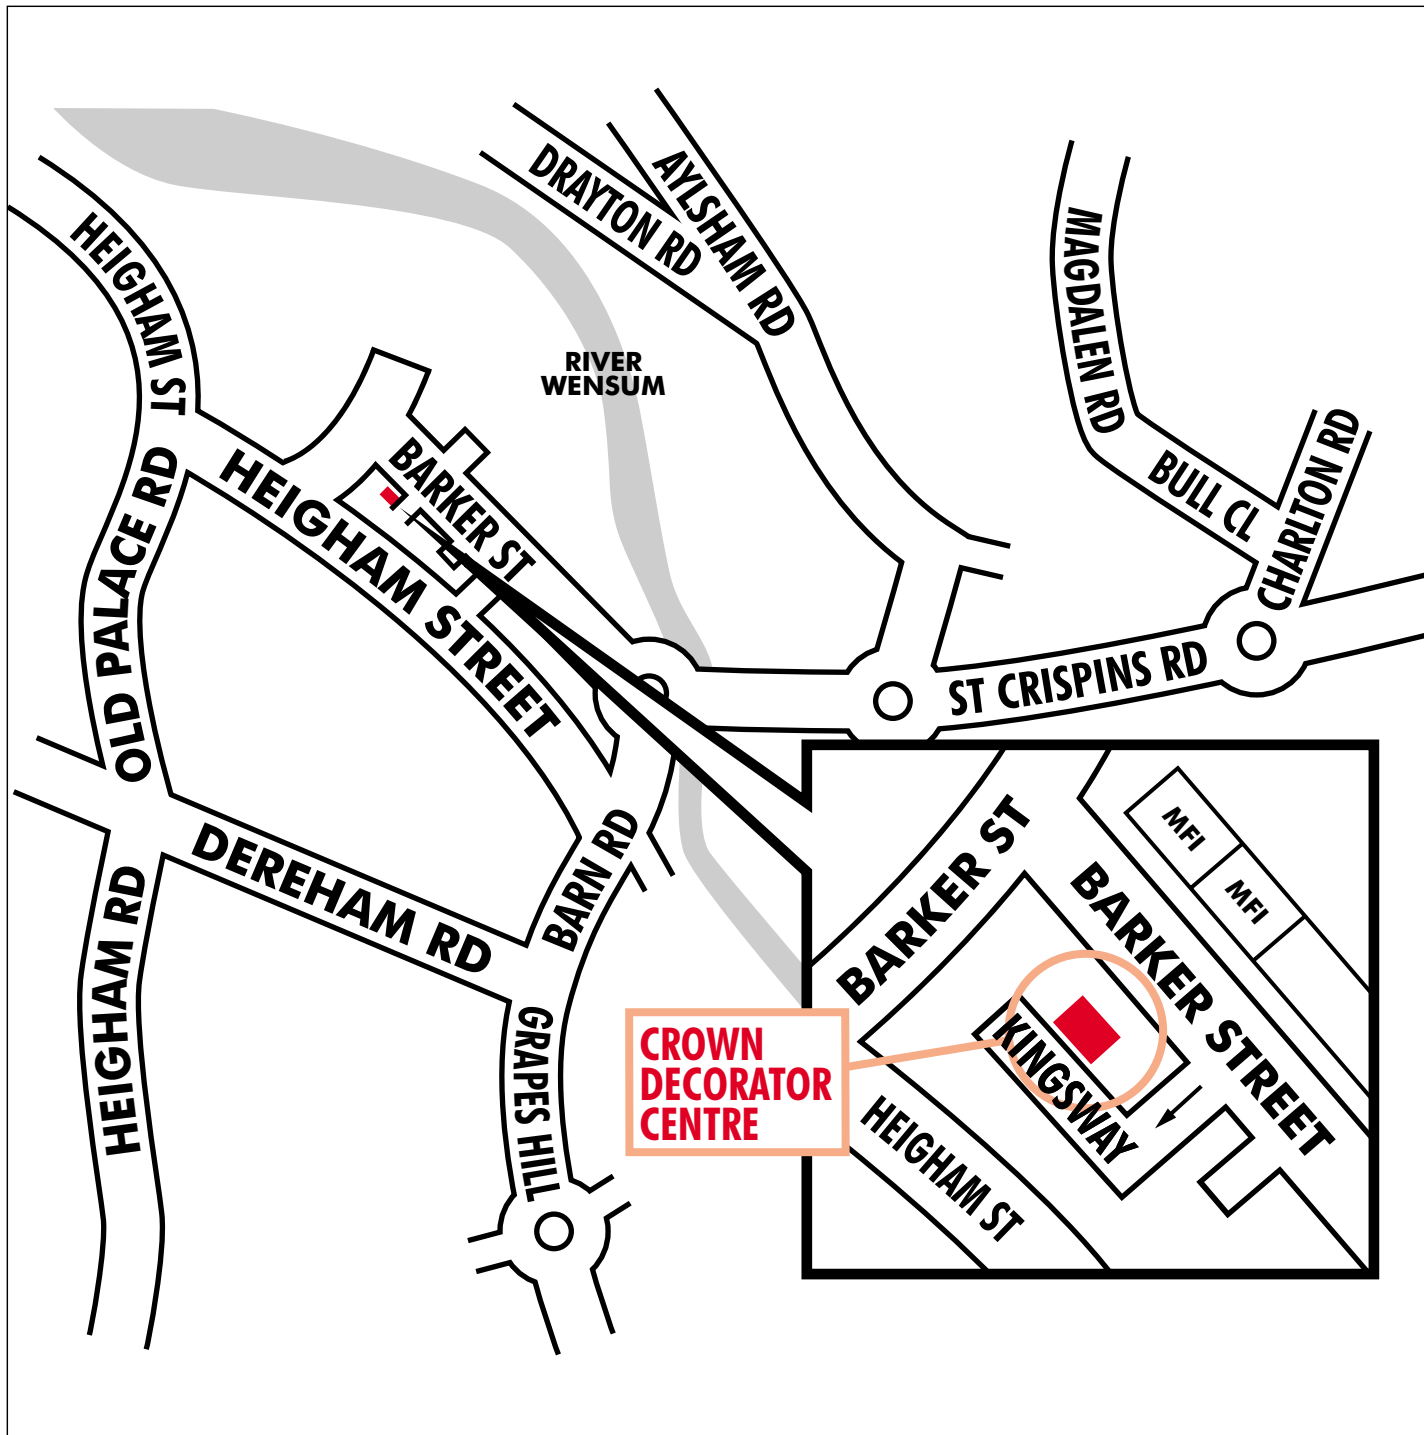 DRAYTON RD
AYLSHAM RD
HEIGHAM ST
MAGDALEN RD
RIVER
WENSUM
BARKER ST
HEIGHAM STREET
OLD PALACE RD
BULL CL
CHARLTON RD
ST CRISPINS RD
DEREHAM RD
BARN RD
HEIGHAM RD
GRAPES HILL
BARKER ST
MFI
MFI
BARKER STREET
CROWN
DECORATOR
CENTRE
KINGSWAY
HEIGHAM ST